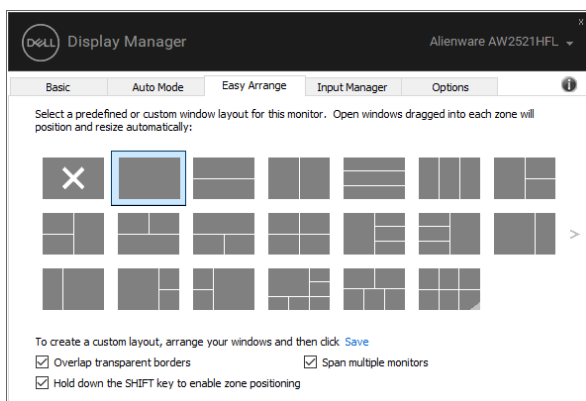 DELL Display Manager
Alienware AW2521HFL
Basic Auto Mode Easy Arrange Input Manager Options
Select a predefined or custom window layout for this monitor. Open windows dragged into each zone will
position and resize automatically:
To create a custom layout, arrange your windows and then click Save
Overlap transparent borders
Span multiple monitors
Hold down the SHIFT key to enable zone positioning